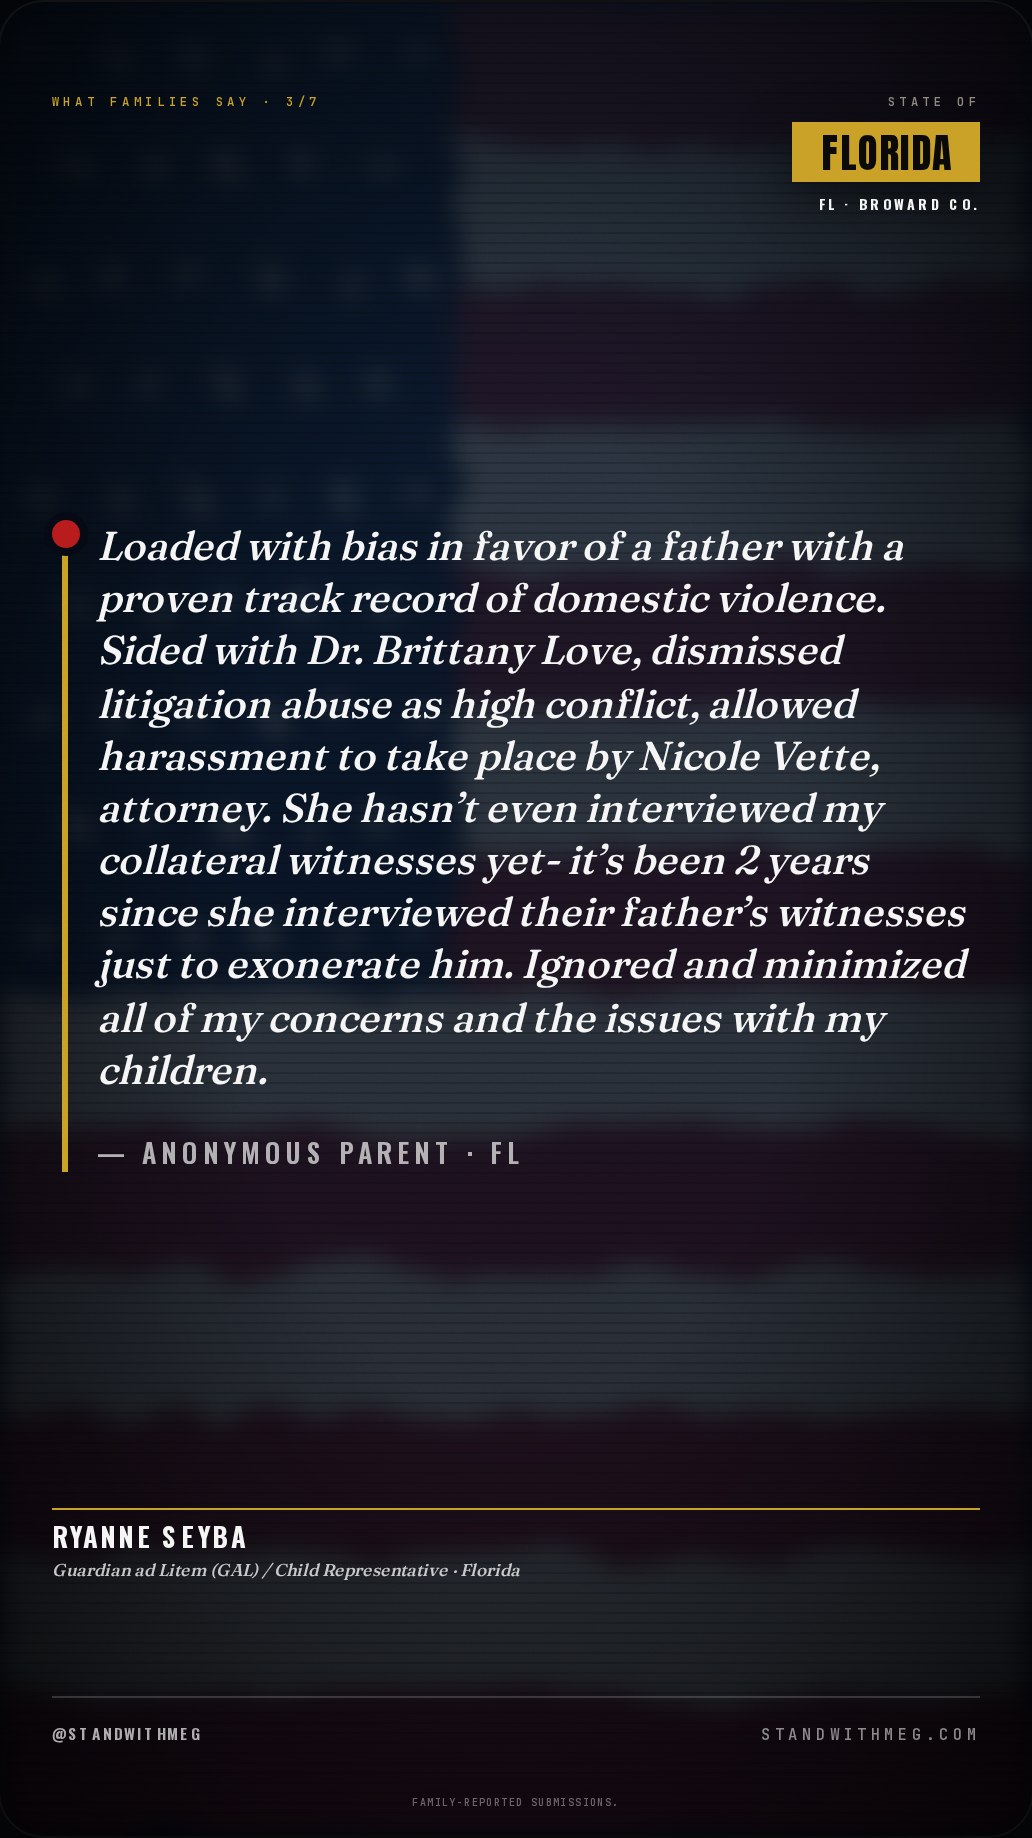 WHAT FAMILIES SAY · 3/7
STATE OF
FLORIDA
FL · BROWARD CO.
Loaded with bias in favor of a father with a
proven track record of domestic violence.
Sided with Dr. Brittany Love, dismissed
litigation abuse as high conflict, allowed
harassment to take place by Nicole Vette,
attorney. She hasn’t even interviewed my
collateral witnesses yet- it’s been 2 years
since she interviewed their father’s witnesses
just to exonerate him. Ignored and minimized
all of my concerns and the issues with my
children.
— ANONYMOUS PARENT · FL
RYANNE SEYBA
Guardian ad Litem (GAL) / Child Representative · Florida
@STANDWITHMEG
STANDWITHMEG.COM
FAMILY-REPORTED SUBMISSIONS.